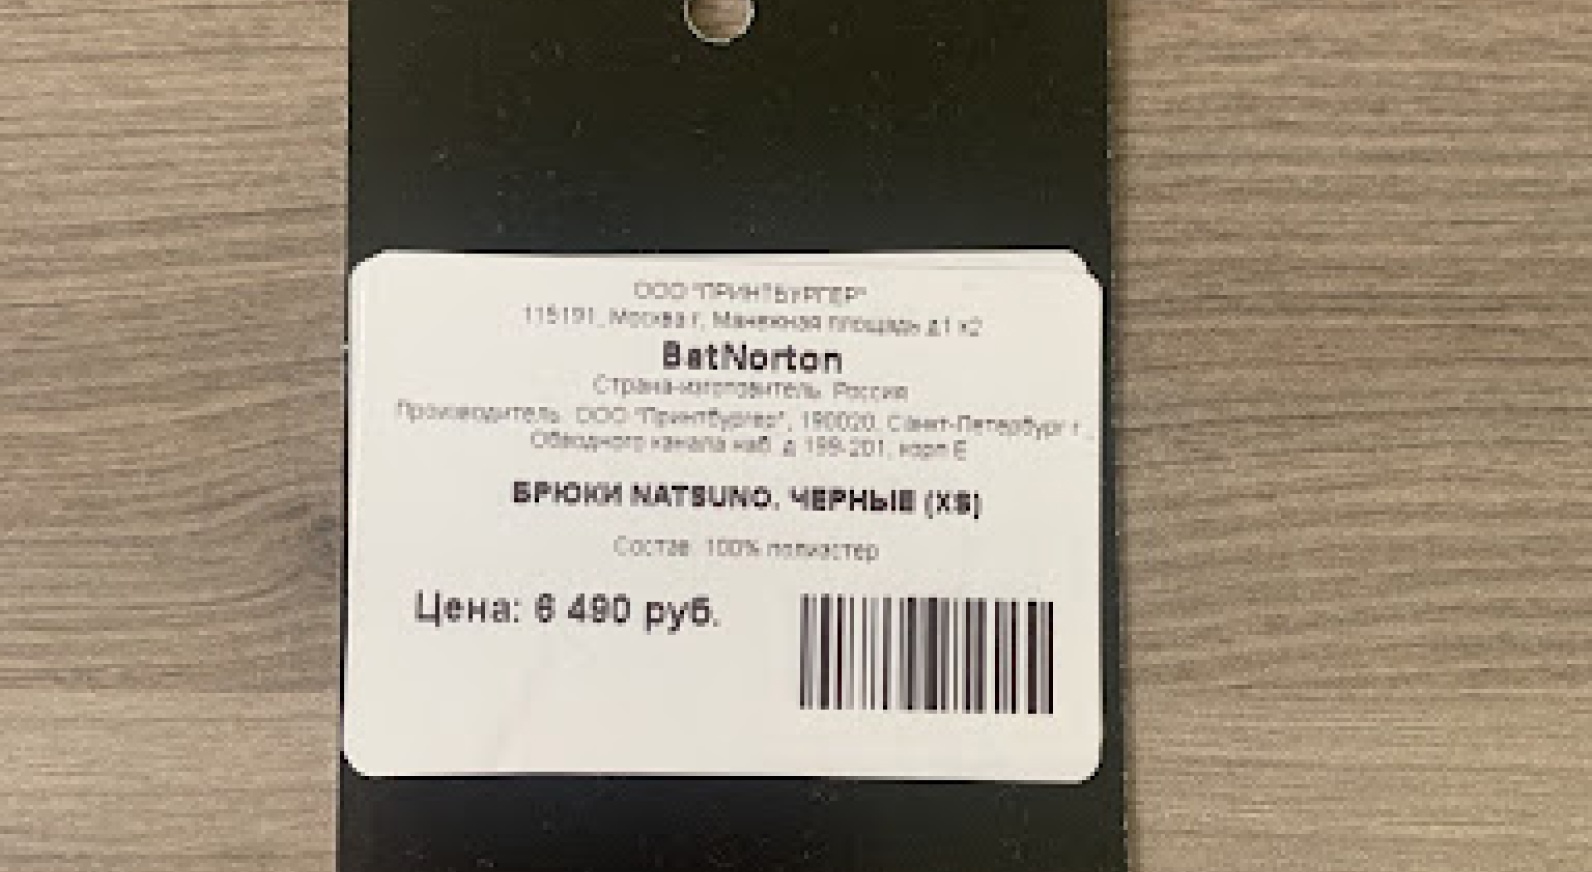 ООО "ПРИНТБУРГЕР"
115191, Москва г, Манежная площадь д1 к2
BatNorton
Страна-изготовитель: Россия
Производитель: ООО "Принтбургер", 190020, Санкт-Петербург г,
Обводного канала наб. д 199-201, корп Е
БРЮКИ NATSUNO, ЧЕРНЫЕ (XS)
Состав: 100% полиэстер
Цена: 6 490 руб.